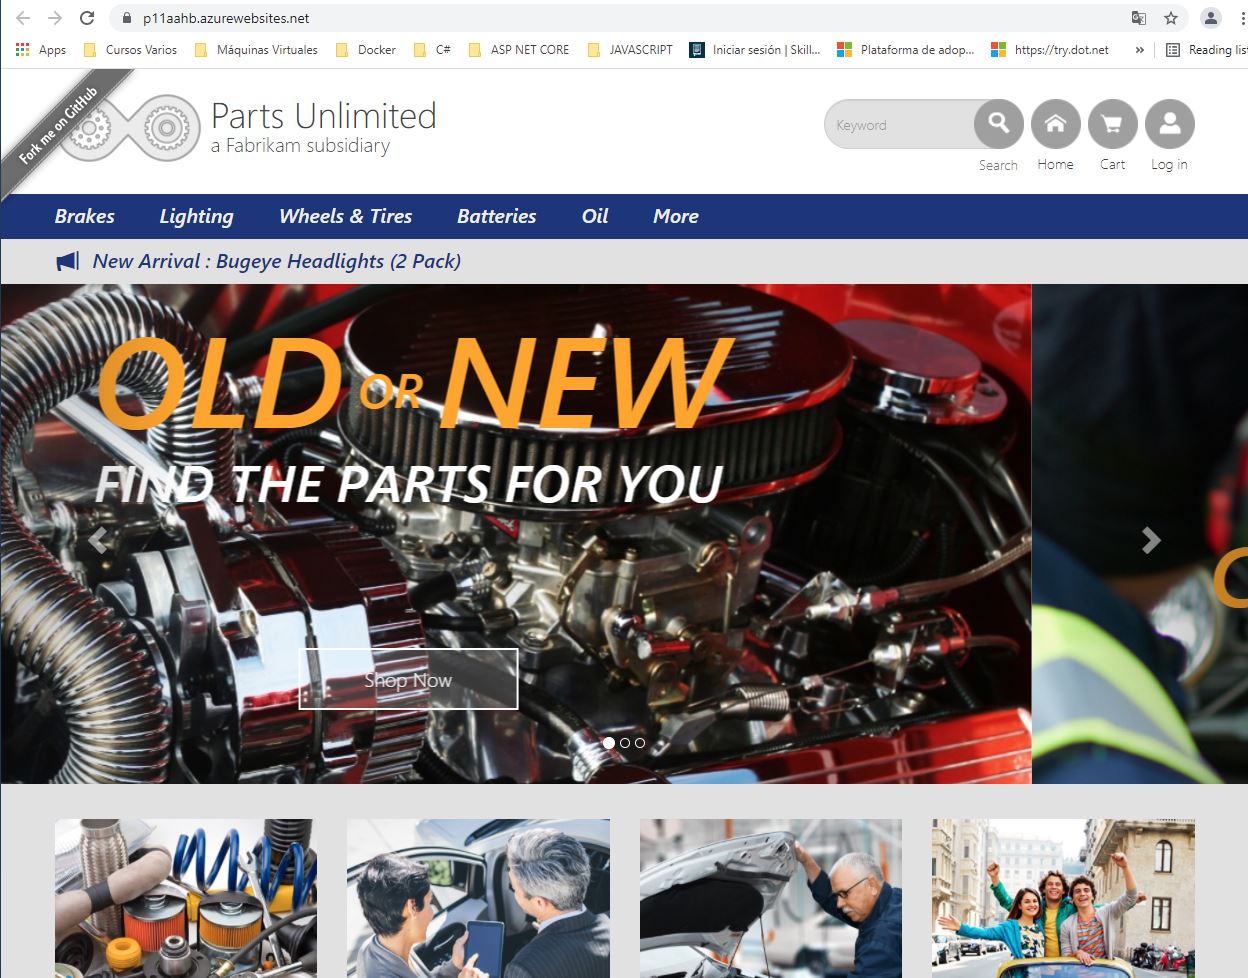 p11aahb.azurewebsites.net
Apps Cursos Varios Máquinas Virtuales Docker C# ASP NET CORE JAVASCRIPT Iniciar sesión | Skill... Plataforma de adop... https://try.dot.net » Reading list
Fork me on GitHub
Parts Unlimited
a Fabrikam subsidiary
Keyword
Search Home Cart Log in
Brakes Lighting Wheels & Tires Batteries Oil More
New Arrival : Bugeye Headlights (2 Pack)
OLD OR NEW
FIND THE PARTS FOR YOU
Shop Now